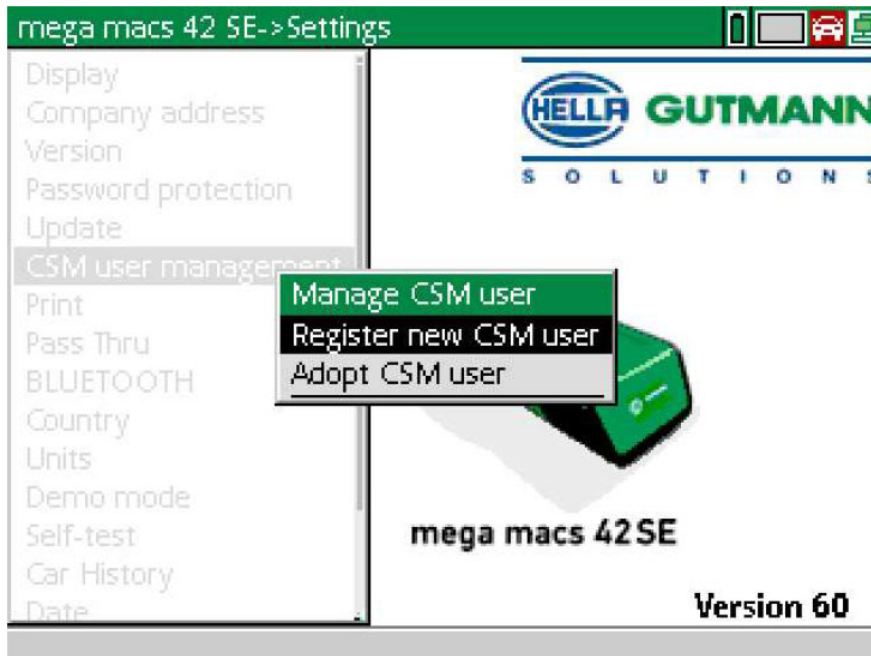 mega macs 42 SE->Settings
Display
Company address
Version
Password protection
Update
CSM user management
Print
Pass Thru
BLUETOOTH
Country
Units
Demo mode
Self-test
Car History
Date
Manage CSM user
Register new CSM user
Adopt CSM user
HELLA GUTMANN
SOLUTIONS
mega macs 42SE
Version 60